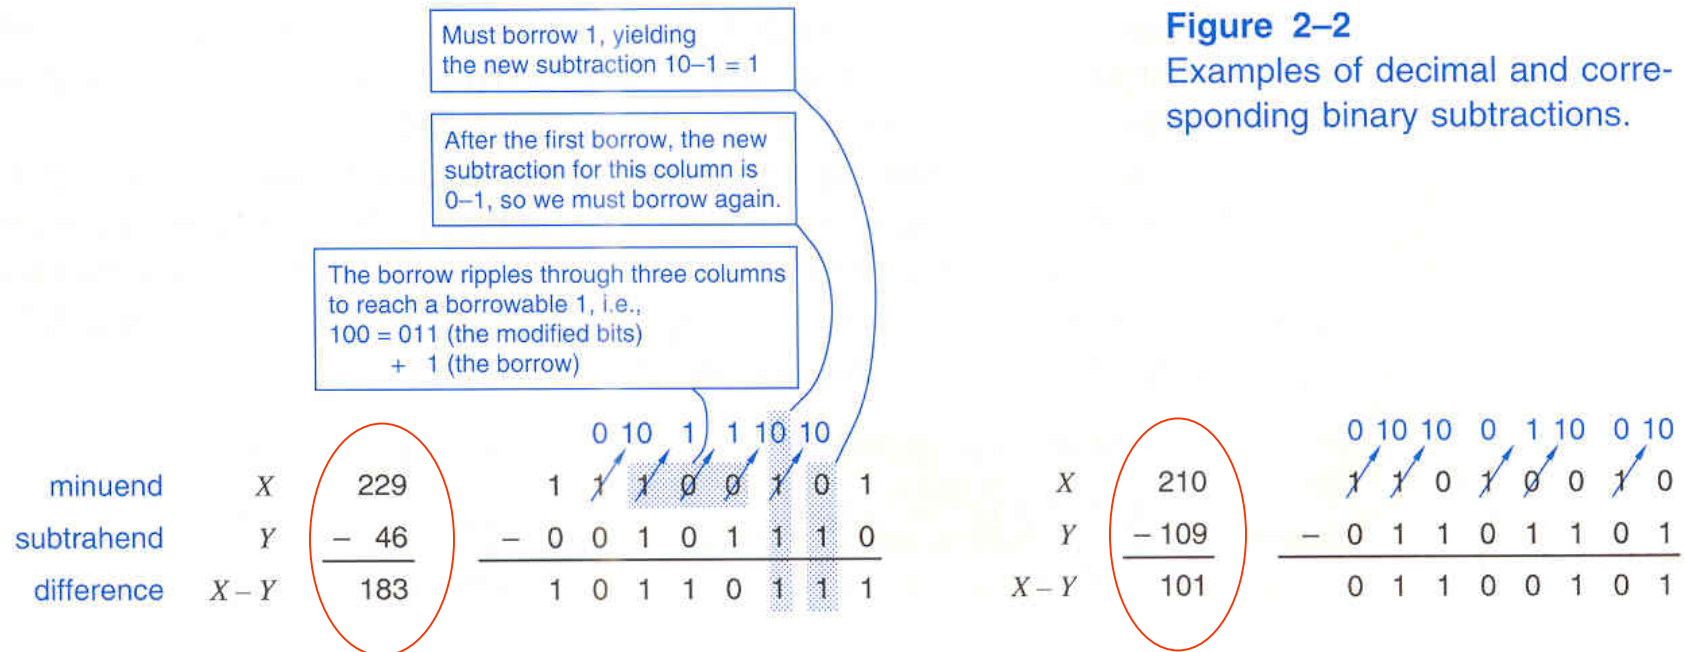 Figure 2–2
Examples of decimal and corre-
sponding binary subtractions.
Must borrow 1, yielding
the new subtraction 10–1 = 1
After the first borrow, the new
subtraction for this column is
0–1, so we must borrow again.
The borrow ripples through three columns
to reach a borrowable 1, i.e.,
100 = 011 (the modified bits)
+ 1 (the borrow)
0 10 1 1 10 10
minuend X 229 1 1 1 0 0 1 0 1
subtrahend Y – 46 – 0 0 1 0 1 1 1 0
difference X – Y 183 1 0 1 1 0 1 1 1
0 10 10 0 1 10 0 10
X 210 1 1 0 1 0 0 1 0
Y – 109 – 0 1 1 0 1 1 0 1
X – Y 101 0 1 1 0 0 1 0 1